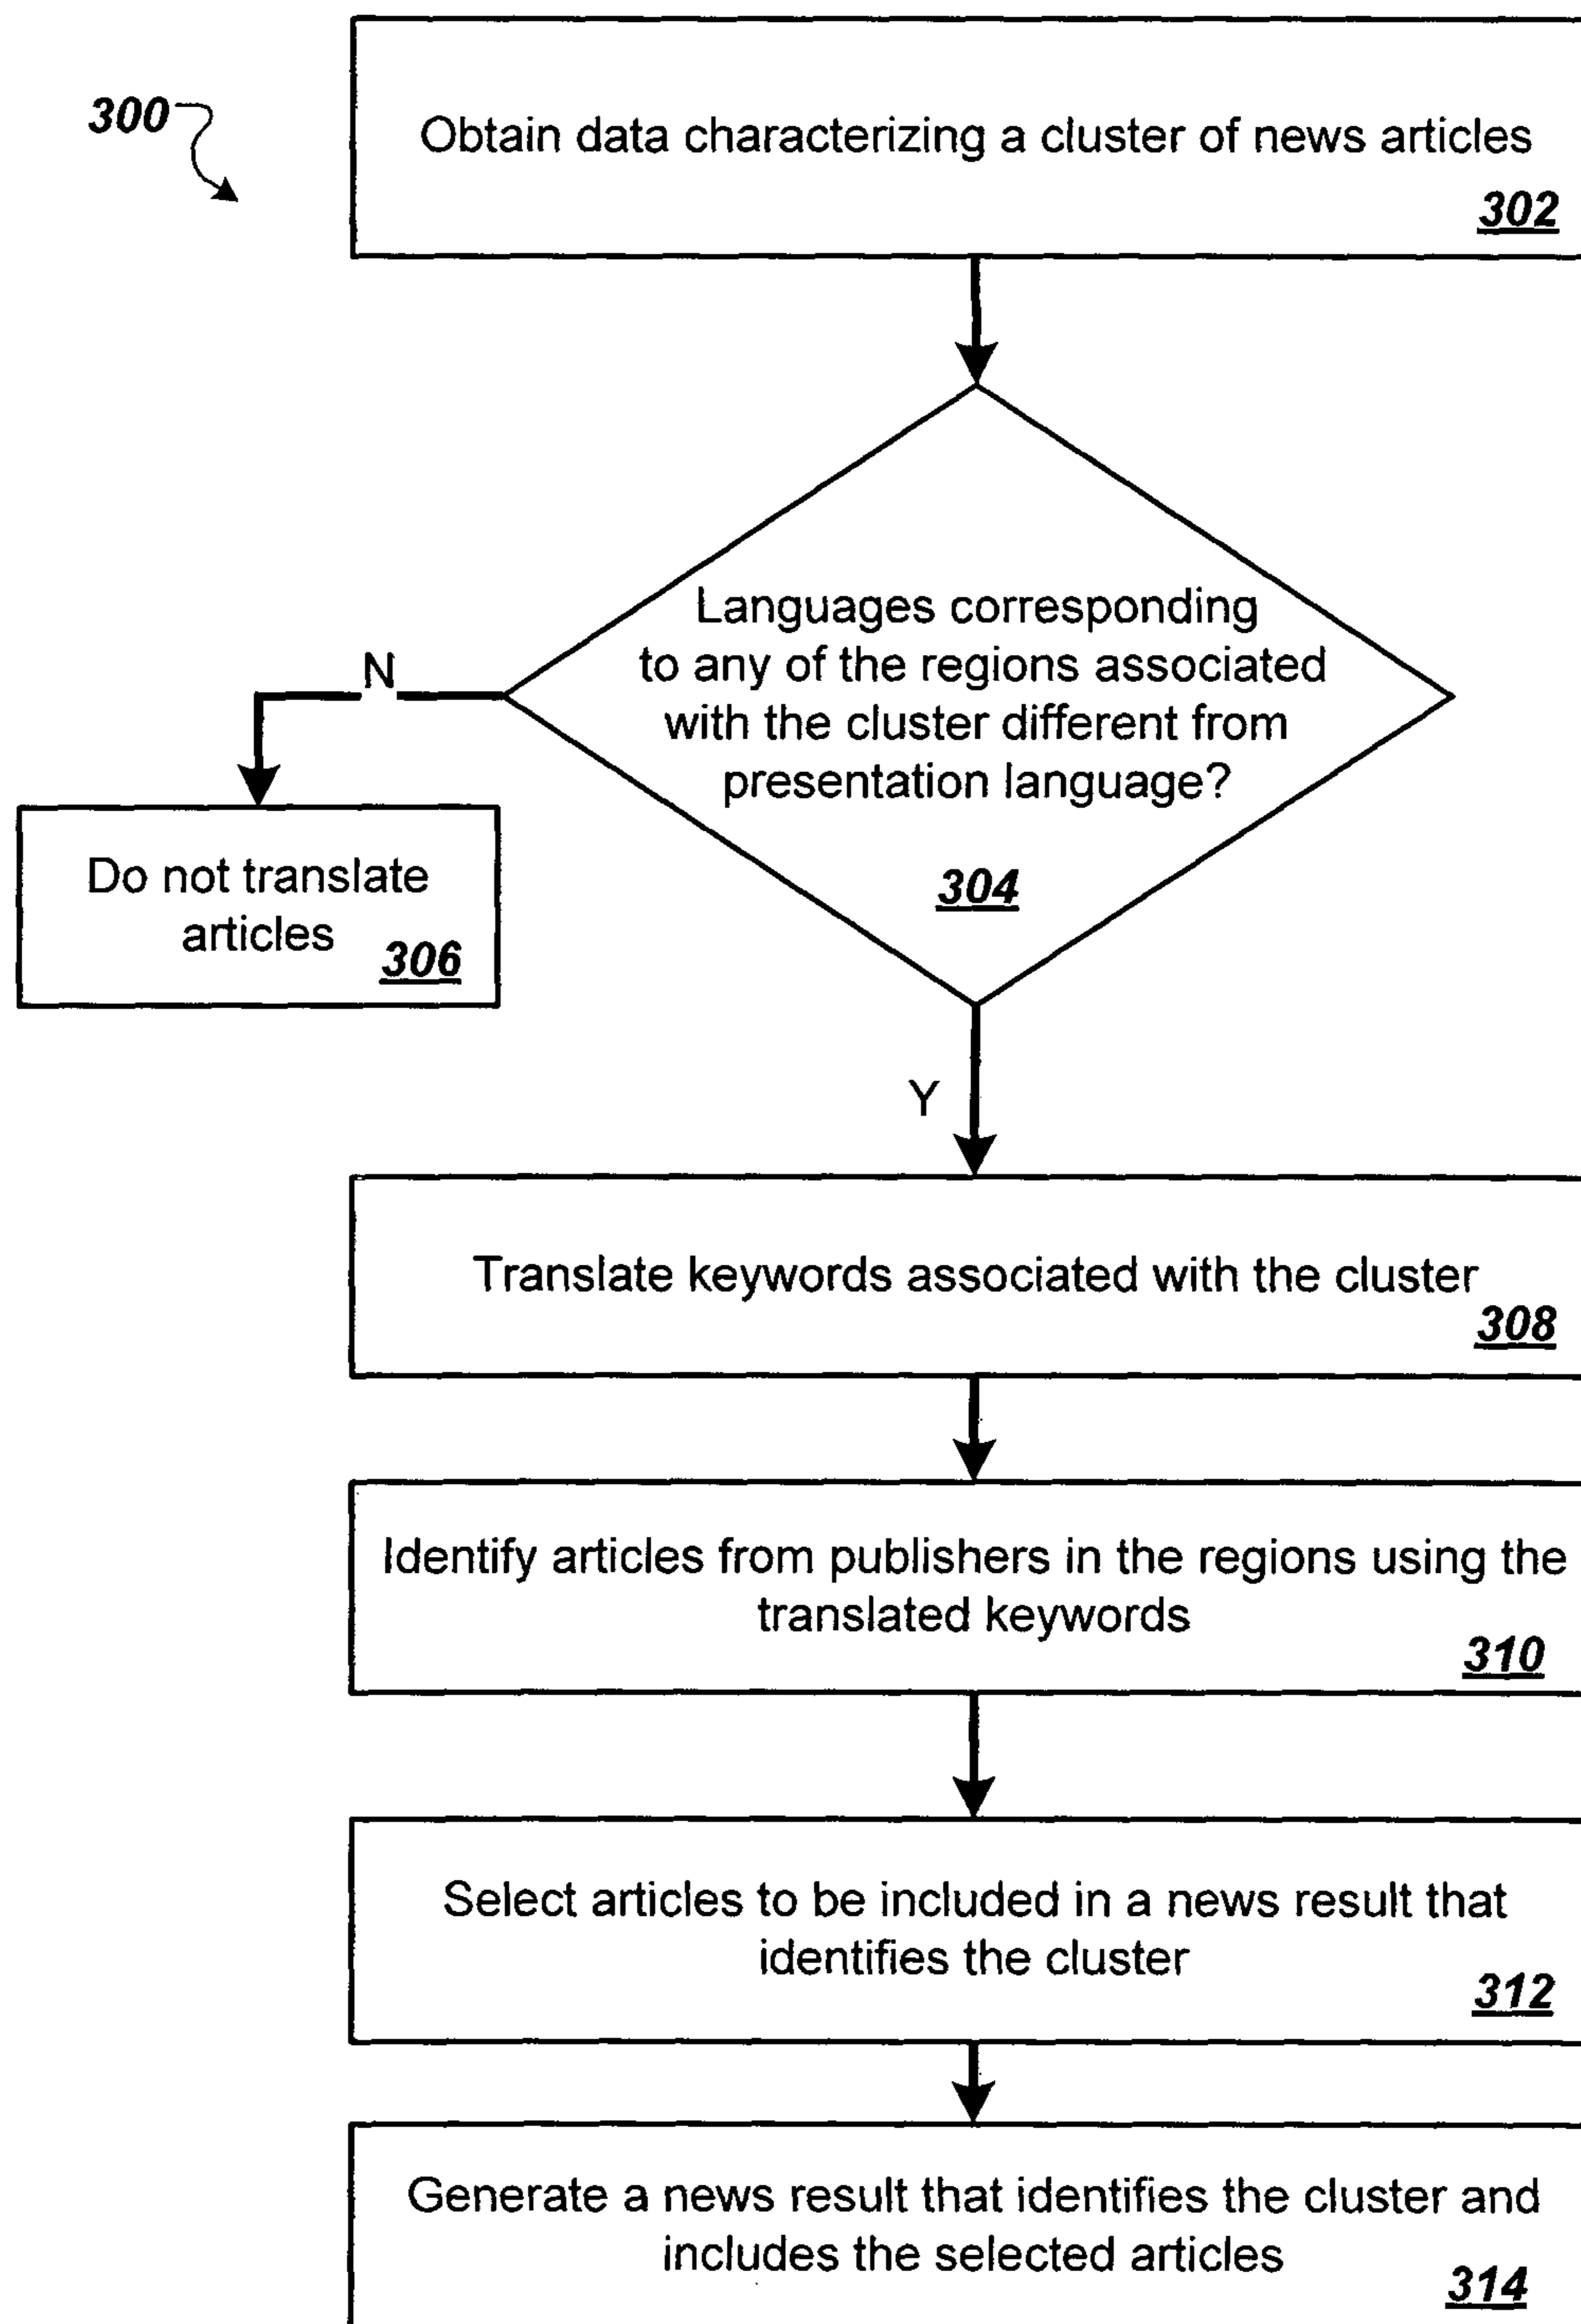 300
Obtain data characterizing a cluster of news articles
302
Languages corresponding
to any of the regions associated
with the cluster different from
presentation language?
304
N
Do not translate
articles
306
Y
Translate keywords associated with the cluster
308
Identify articles from publishers in the regions using the
translated keywords
310
Select articles to be included in a news result that
identifies the cluster
312
Generate a news result that identifies the cluster and
includes the selected articles
314